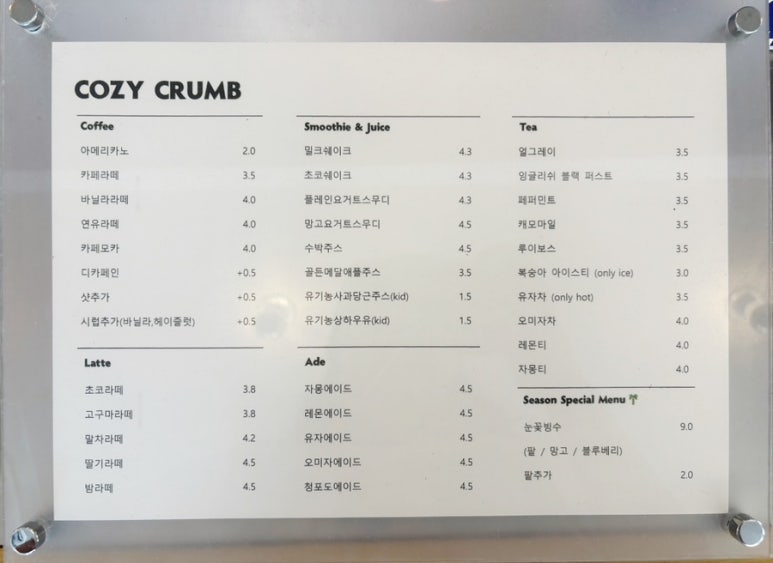 COZY CRUMB
Coffee
아메리카노 2.0
카페라떼 3.5
바닐라라떼 4.0
연유라떼 4.0
카페모카 4.0
디카페인 +0.5
샷추가 +0.5
시럽추가(바닐라,헤이즐럿) +0.5
Latte
초코라떼 3.8
고구마라떼 3.8
말차라떼 4.2
딸기라떼 4.5
밤라떼 4.5
Smoothie & Juice
밀크쉐이크 4.3
초코쉐이크 4.3
플레인요거트스무디 4.3
망고요거트스무디 4.5
수박주스 4.5
골든메달애플주스 3.5
유기농사과당근주스(kid) 1.5
유기농상하우유(kid) 1.5
Ade
자몽에이드 4.5
레몬에이드 4.5
유자에이드 4.5
오미자에이드 4.5
청포도에이드 4.5
Tea
얼그레이 3.5
잉글리쉬 블랙 퍼스트 3.5
페퍼민트 3.5
캐모마일 3.5
루이보스 3.5
복숭아 아이스티 (only ice) 3.0
유자차 (only hot) 3.5
오미자차 4.0
레몬티 4.0
자몽티 4.0
Season Special Menu
눈꽃빙수 9.0
(팥 / 망고 / 블루베리)
팥추가 2.0